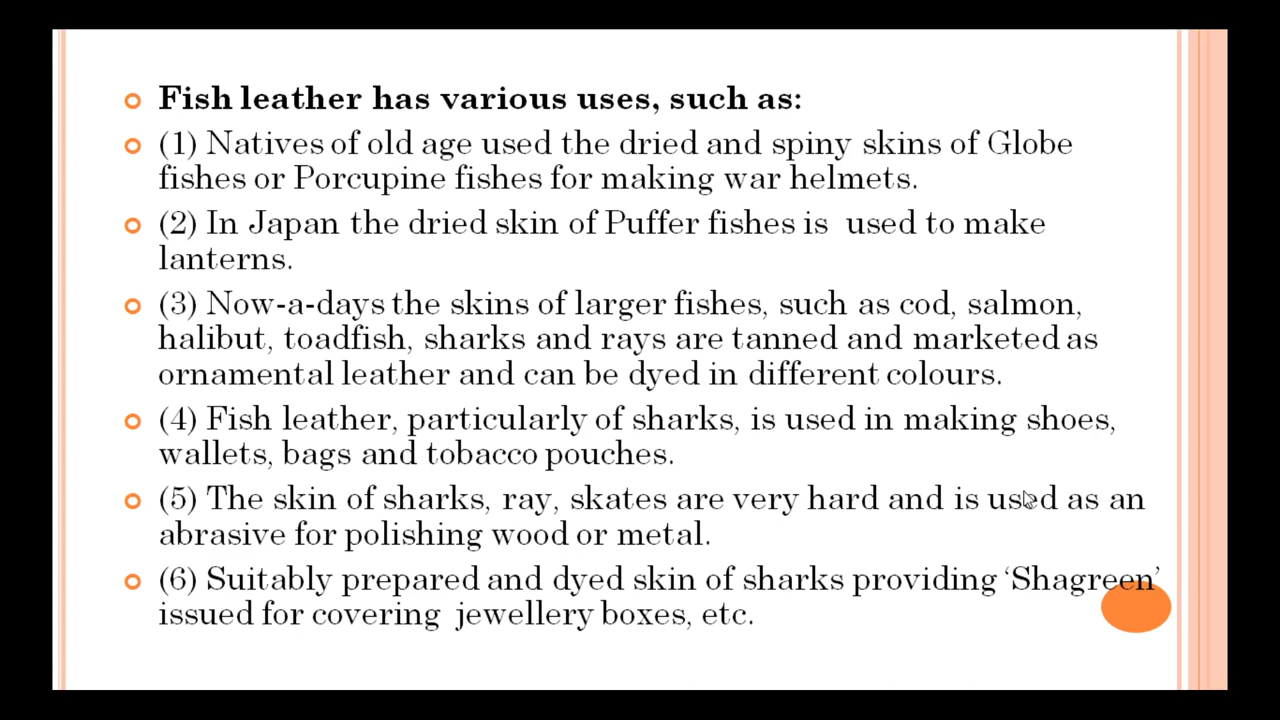 Fish leather has various uses, such as:
(1) Natives of old age used the dried and spiny skins of Globe
fishes or Porcupine fishes for making war helmets.
(2) In Japan the dried skin of Puffer fishes is used to make
lanterns.
(3) Now-a-days the skins of larger fishes, such as cod, salmon,
halibut, toadfish, sharks and rays are tanned and marketed as
ornamental leather and can be dyed in different colours.
(4) Fish leather, particularly of sharks, is used in making shoes,
wallets, bags and tobacco pouches.
(5) The skin of sharks, ray, skates are very hard and is used as an
abrasive for polishing wood or metal.
(6) Suitably prepared and dyed skin of sharks providing ‘Shagreen’
issued for covering jewellery boxes, etc.